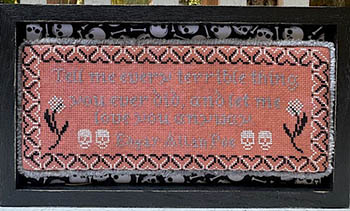 Tell me every terrible thing
you ever did, and let me
love you anyway.
Edgar Allan Poe